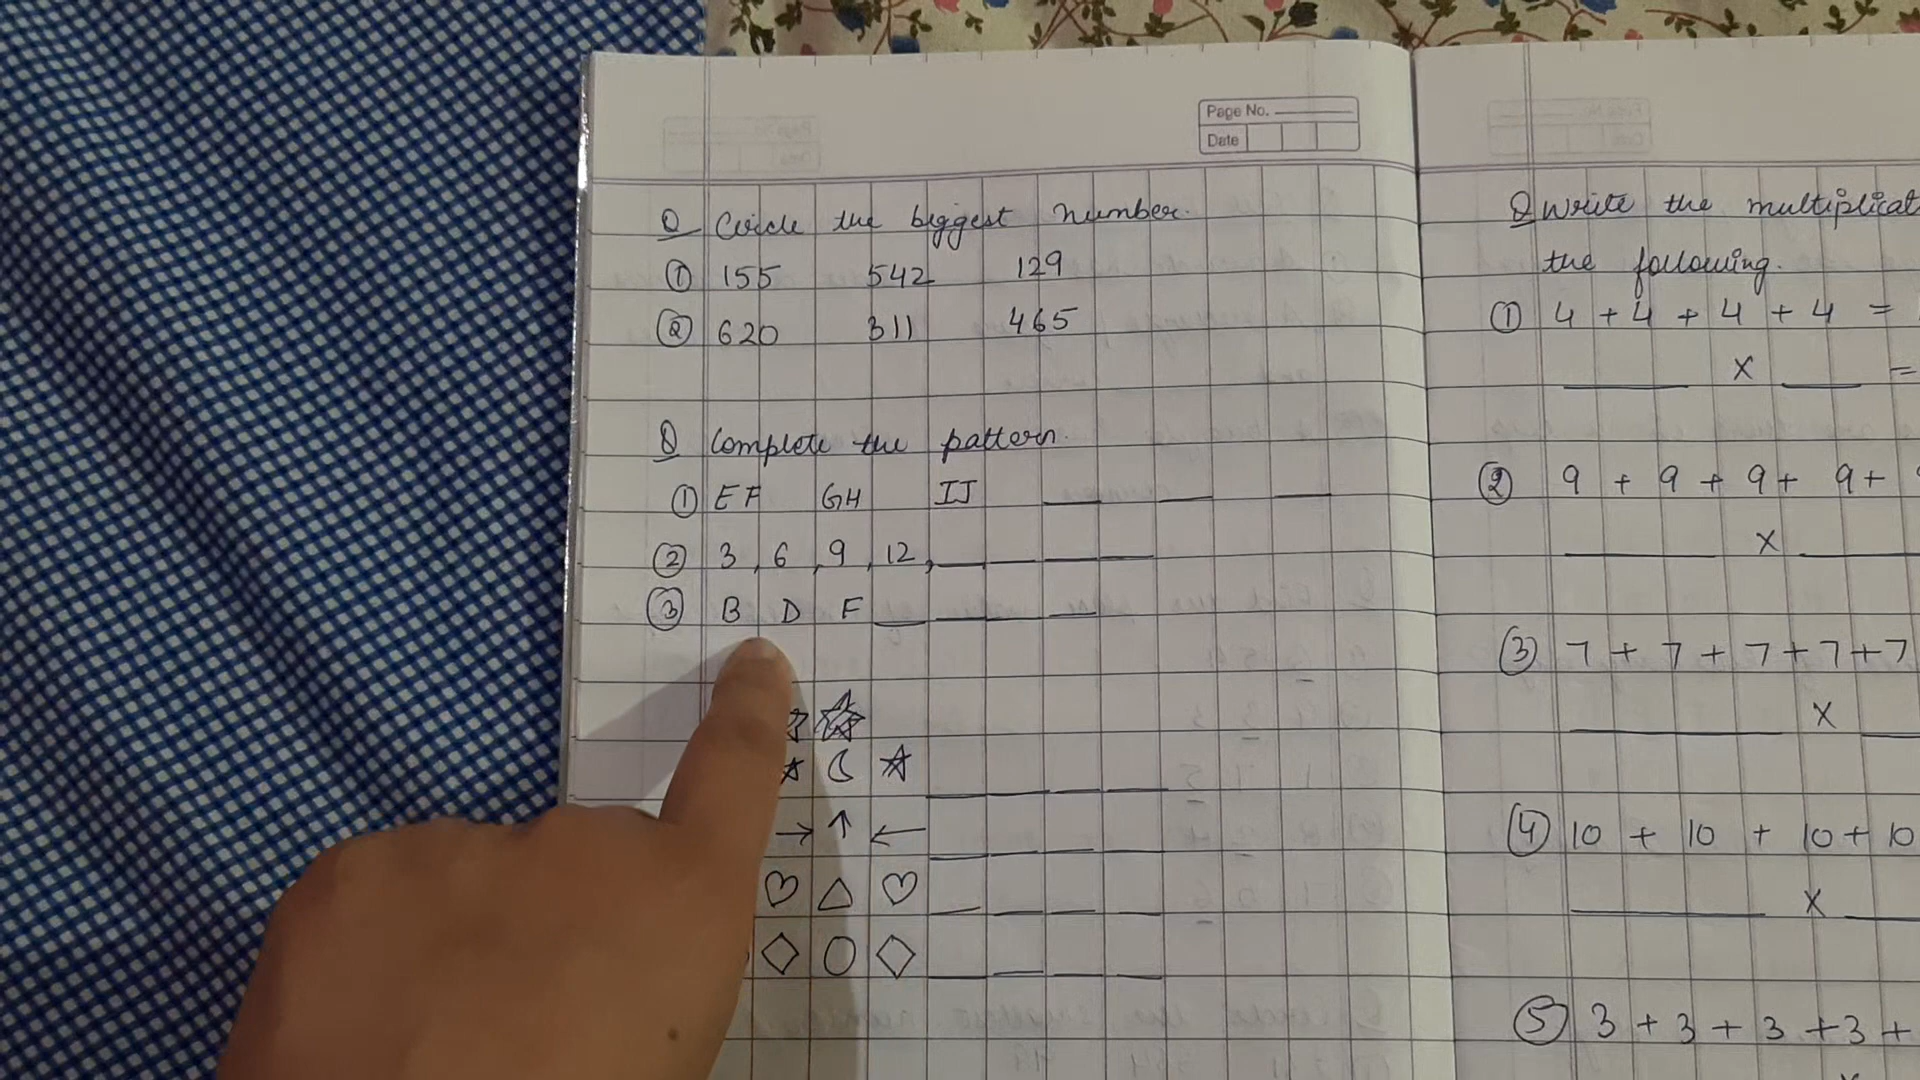 Page No.
Date
Q Circle the biggest number.
① 155 542 129
② 620 311 465
Q Complete the pattern.
① EF GH IJ
② 3, 6, 9, 12,
③ B D F
Q Write the multiplicat
the following.
① 4 + 4 + 4 + 4 =
x =
② 9 + 9 + 9 + 9 +
x
③ 7 + 7 + 7 + 7 + 7
x
④ 10 + 10 + 10 + 10
x
⑤ 3 + 3 + 3 + 3 +